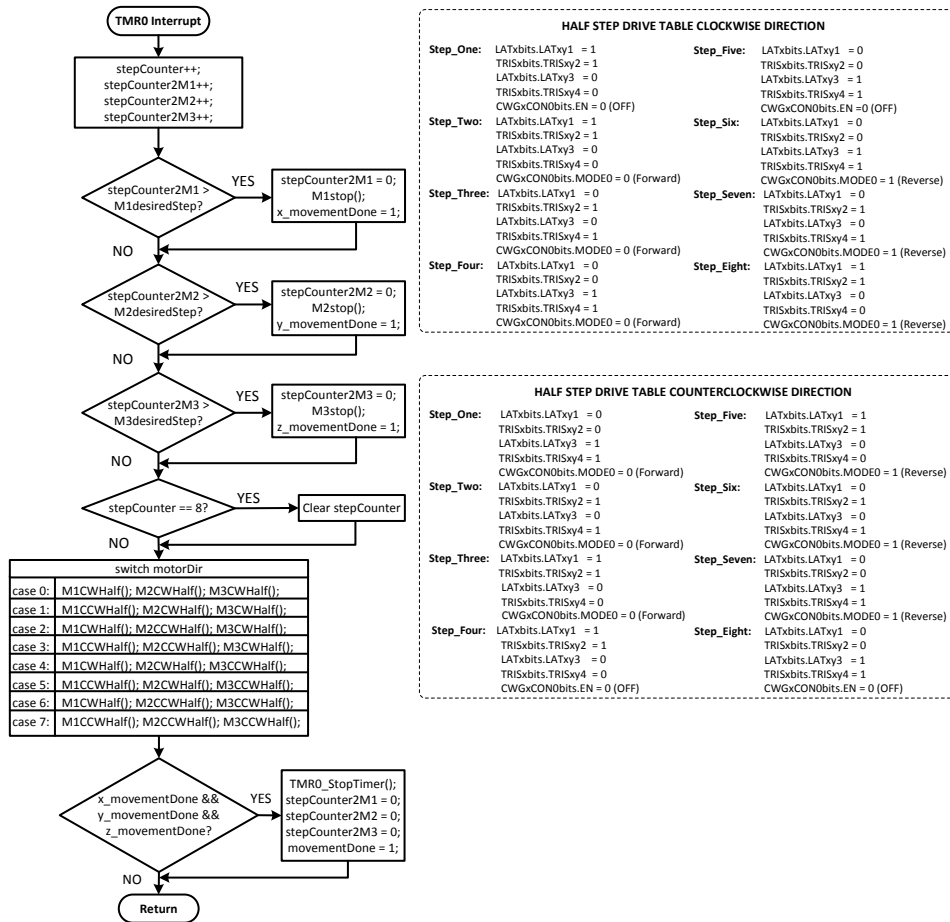 TMR0 Interrupt
stepCounter++;
stepCounter2M1++;
stepCounter2M2++;
stepCounter2M3++;
stepCounter2M1 >
M1desiredStep?
YES
stepCounter2M1 = 0;
M1stop();
x_movementDone = 1;
NO
stepCounter2M2 >
M2desiredStep?
YES
stepCounter2M2 = 0;
M2stop();
y_movementDone = 1;
NO
stepCounter2M3 >
M3desiredStep?
YES
stepCounter2M3 = 0;
M3stop();
z_movementDone = 1;
NO
stepCounter == 8?
YES
Clear stepCounter
NO
switch motorDir
case 0: M1CWHalf(); M2CWHalf(); M3CWHalf();
case 1: M1CCWHalf(); M2CWHalf(); M3CWHalf();
case 2: M1CWHalf(); M2CCWHalf(); M3CWHalf();
case 3: M1CCWHalf(); M2CCWHalf(); M3CWHalf();
case 4: M1CWHalf(); M2CWHalf(); M3CCWHalf();
case 5: M1CCWHalf(); M2CWHalf(); M3CCWHalf();
case 6: M1CWHalf(); M2CCWHalf(); M3CCWHalf();
case 7: M1CCWHalf(); M2CCWHalf(); M3CCWHalf();
x_movementDone &&
y_movementDone &&
z_movementDone?
YES
TMR0_StopTimer();
stepCounter2M1 = 0;
stepCounter2M2 = 0;
stepCounter2M3 = 0;
movementDone = 1;
NO
Return
HALF STEP DRIVE TABLE CLOCKWISE DIRECTION
Step_One: LATxbits.LATxy1 = 1
TRISxbits.TRISxy2 = 1
LATxbits.LATxy3 = 0
TRISxbits.TRISxy4 = 0
CWGxCON0bits.EN = 0 (OFF)
Step_Two: LATxbits.LATxy1 = 1
TRISxbits.TRISxy2 = 1
LATxbits.LATxy3 = 0
TRISxbits.TRISxy4 = 0
CWGxCON0bits.MODE0 = 0 (Forward)
Step_Three: LATxbits.LATxy1 = 0
TRISxbits.TRISxy2 = 1
LATxbits.LATxy3 = 0
TRISxbits.TRISxy4 = 1
CWGxCON0bits.MODE0 = 0 (Forward)
Step_Four: LATxbits.LATxy1 = 0
TRISxbits.TRISxy2 = 0
LATxbits.LATxy3 = 1
TRISxbits.TRISxy4 = 1
CWGxCON0bits.MODE0 = 0 (Forward)
Step_Five: LATxbits.LATxy1 = 0
TRISxbits.TRISxy2 = 0
LATxbits.LATxy3 = 1
TRISxbits.TRISxy4 = 1
CWGxCON0bits.EN =0 (OFF)
Step_Six: LATxbits.LATxy1 = 0
TRISxbits.TRISxy2 = 0
LATxbits.LATxy3 = 1
TRISxbits.TRISxy4 = 1
CWGxCON0bits.MODE0 = 1 (Reverse)
Step_Seven: LATxbits.LATxy1 = 0
TRISxbits.TRISxy2 = 1
LATxbits.LATxy3 = 0
TRISxbits.TRISxy4 = 1
CWGxCON0bits.MODE0 = 1 (Reverse)
Step_Eight: LATxbits.LATxy1 = 1
TRISxbits.TRISxy2 = 1
LATxbits.LATxy3 = 0
TRISxbits.TRISxy4 = 0
CWGxCON0bits.MODE0 = 1 (Reverse)
HALF STEP DRIVE TABLE COUNTERCLOCKWISE DIRECTION
Step_One: LATxbits.LATxy1 = 0
TRISxbits.TRISxy2 = 0
LATxbits.LATxy3 = 1
TRISxbits.TRISxy4 = 1
CWGxCON0bits.MODE0 = 0 (Forward)
Step_Two: LATxbits.LATxy1 = 0
TRISxbits.TRISxy2 = 1
LATxbits.LATxy3 = 0
TRISxbits.TRISxy4 = 1
CWGxCON0bits.MODE0 = 0 (Forward)
Step_Three: LATxbits.LATxy1 = 1
TRISxbits.TRISxy2 = 1
LATxbits.LATxy3 = 0
TRISxbits.TRISxy4 = 0
CWGxCON0bits.MODE0 = 0 (Forward)
Step_Four: LATxbits.LATxy1 = 1
TRISxbits.TRISxy2 = 1
LATxbits.LATxy3 = 0
TRISxbits.TRISxy4 = 0
CWGxCON0bits.EN = 0 (OFF)
Step_Five: LATxbits.LATxy1 = 1
TRISxbits.TRISxy2 = 1
LATxbits.LATxy3 = 0
TRISxbits.TRISxy4 = 0
CWGxCON0bits.MODE0 = 1 (Reverse)
Step_Six: LATxbits.LATxy1 = 0
TRISxbits.TRISxy2 = 1
LATxbits.LATxy3 = 0
TRISxbits.TRISxy4 = 1
CWGxCON0bits.MODE0 = 1 (Reverse)
Step_Seven: LATxbits.LATxy1 = 0
TRISxbits.TRISxy2 = 0
LATxbits.LATxy3 = 1
TRISxbits.TRISxy4 = 1
CWGxCON0bits.MODE0 = 1 (Reverse)
Step_Eight: LATxbits.LATxy1 = 0
TRISxbits.TRISxy2 = 0
LATxbits.LATxy3 = 1
TRISxbits.TRISxy4 = 1
CWGxCON0bits.EN = 0 (OFF)